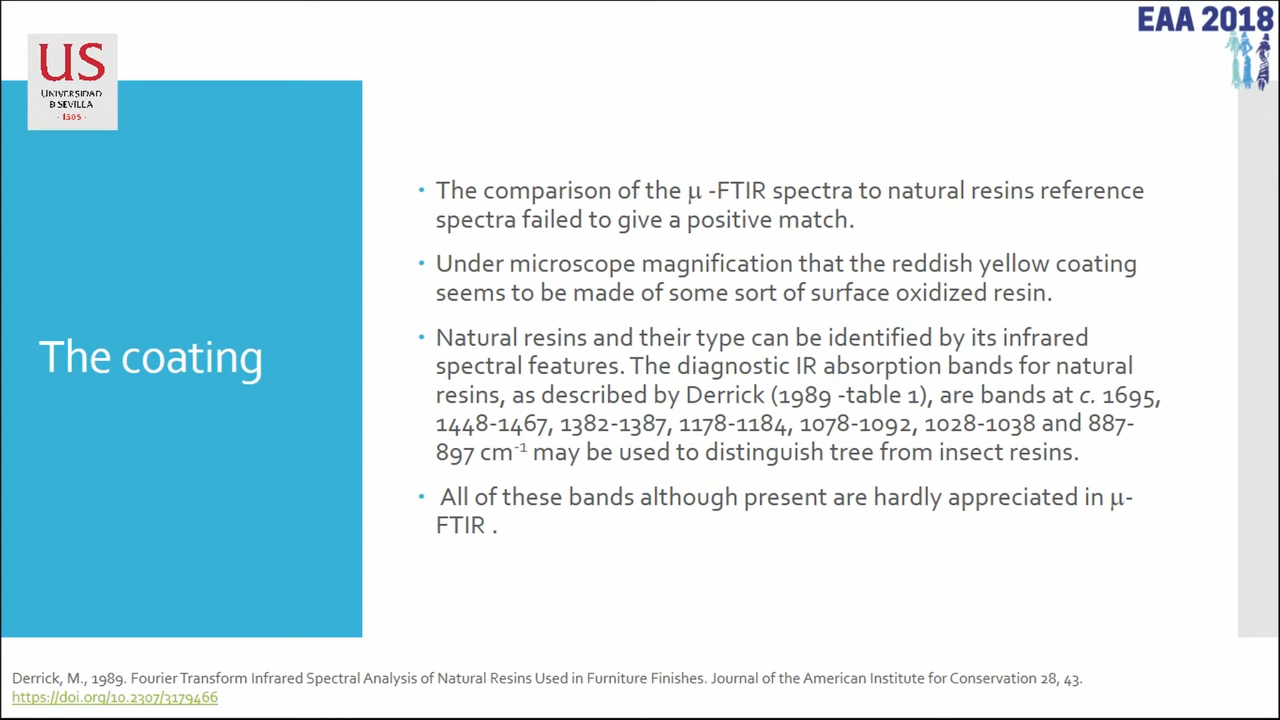 EAA 2018
US
UNIVERSIDAD
D SEVILLA
· 1505 ·
The coating
• The comparison of the μ -FTIR spectra to natural resins reference
spectra failed to give a positive match.
• Under microscope magnification that the reddish yellow coating
seems to be made of some sort of surface oxidized resin.
• Natural resins and their type can be identified by its infrared
spectral features. The diagnostic IR absorption bands for natural
resins, as described by Derrick (1989 -table 1), are bands at c. 1695,
1448-1467, 1382-1387, 1178-1184, 1078-1092, 1028-1038 and 887-
897 cm⁻¹ may be used to distinguish tree from insect resins.
• All of these bands although present are hardly appreciated in μ-
FTIR .
Derrick, M., 1989. Fourier Transform Infrared Spectral Analysis of Natural Resins Used in Furniture Finishes. Journal of the American Institute for Conservation 28, 43.
https://doi.org/10.2307/3179466